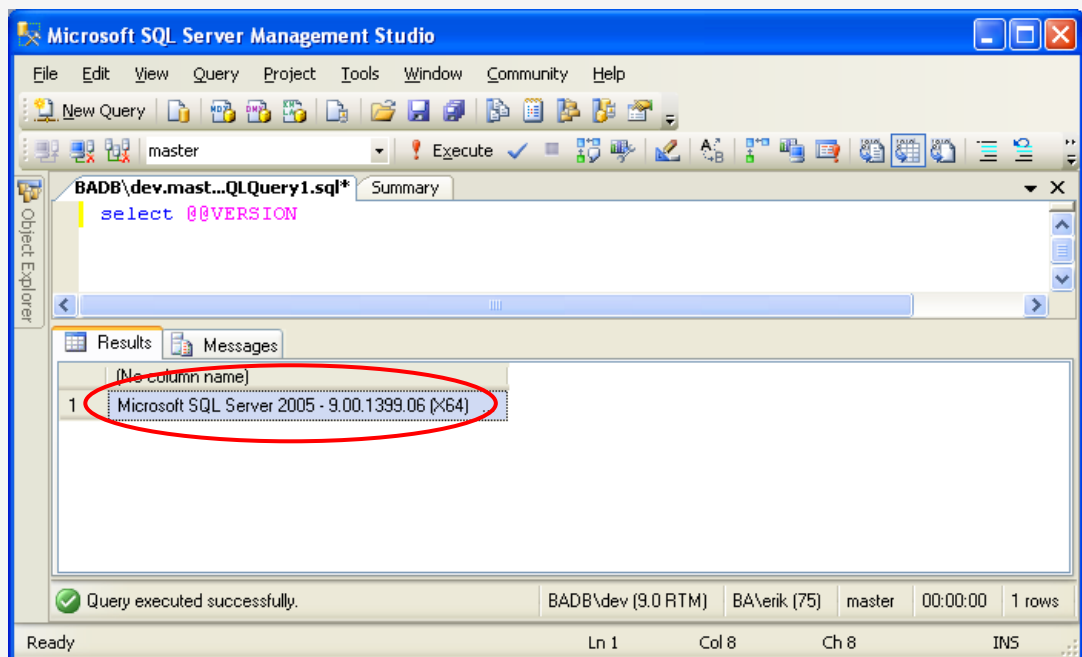 Microsoft SQL Server Management Studio
File Edit View Query Project Tools Window Community Help
New Query
master Execute
Object Explorer
BADB\dev.mast...QLQuery1.sql* Summary
select @@VERSION
Results Messages
(No column name)
1 Microsoft SQL Server 2005 - 9.00.1399.06 (X64) ...
Query executed successfully. BADB\dev (9.0 RTM) BA\erik (75) master 00:00:00 1 rows
Ready Ln 1 Col 8 Ch 8 INS